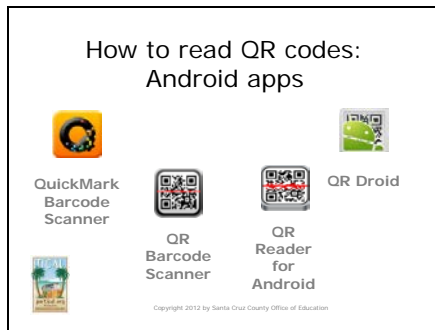 How to read QR codes:
Android apps
QuickMark
Barcode
Scanner
QR
Barcode
Scanner
QR
Reader
for
Android
QR Droid
Copyright 2012 by Santa Cruz County Office of Education